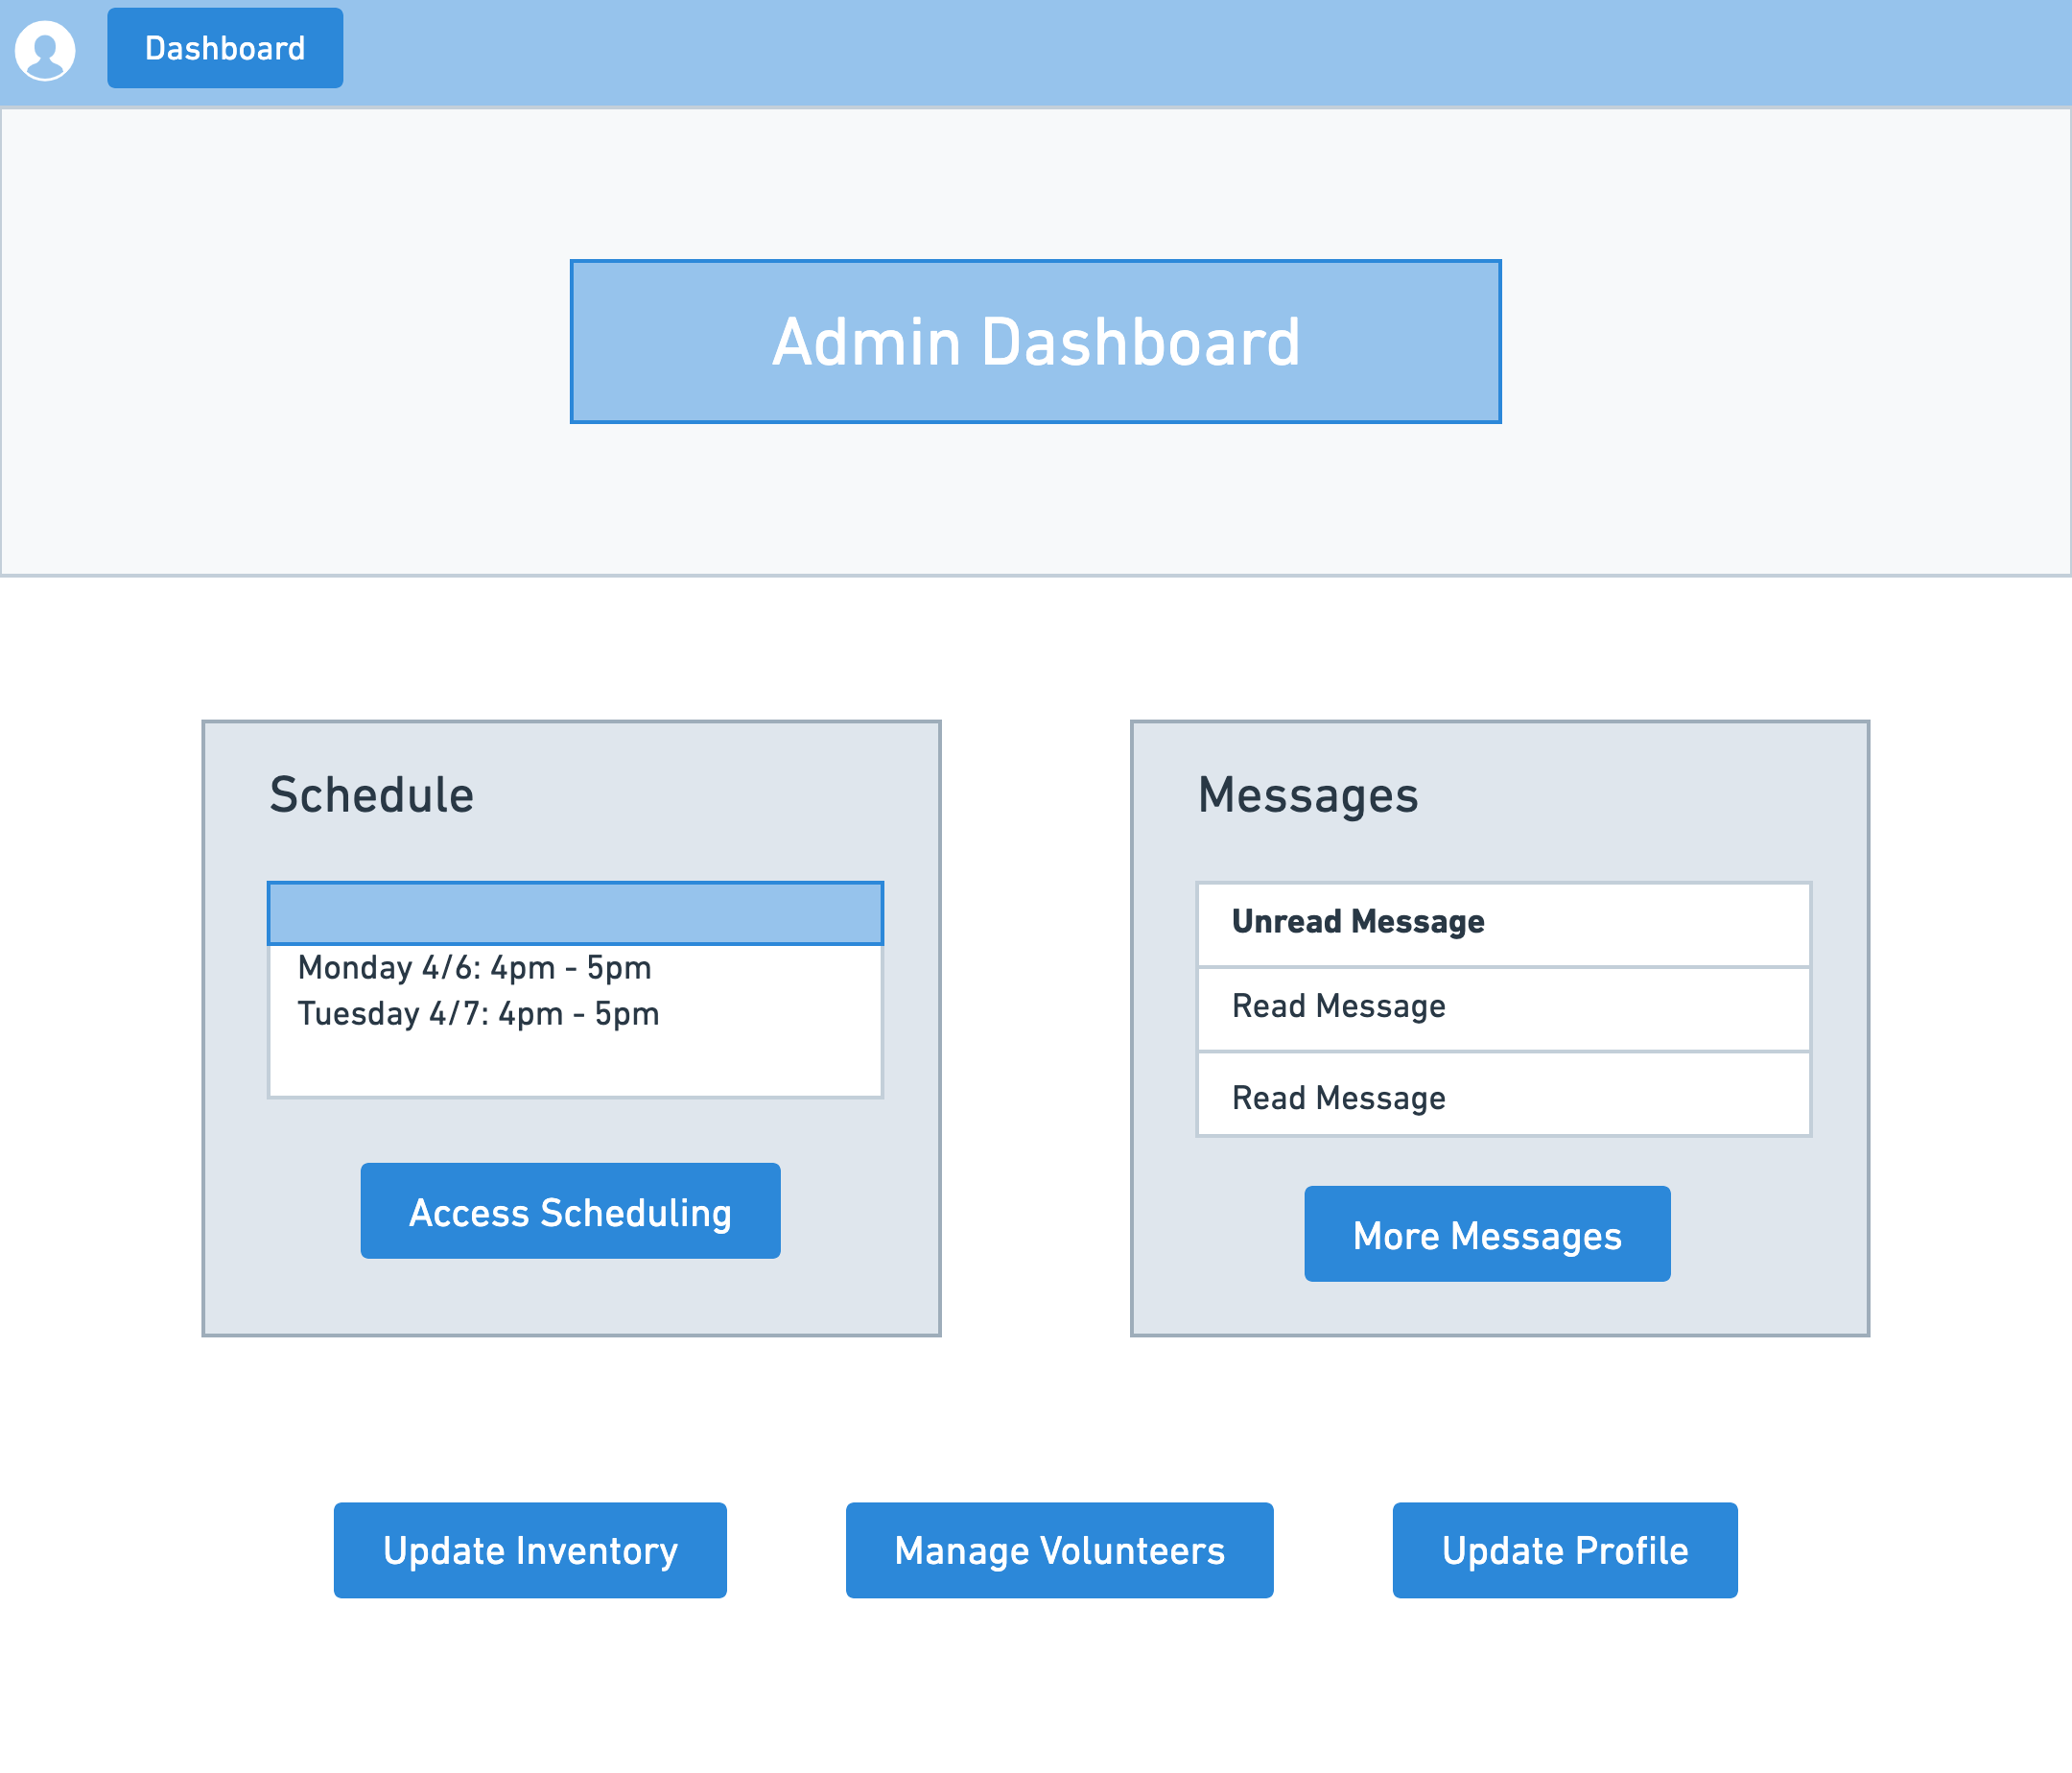 Dashboard
Admin Dashboard
Schedule
Monday 4/6: 4pm - 5pm
Tuesday 4/7: 4pm - 5pm
Access Scheduling
Messages
Unread Message
Read Message
Read Message
More Messages
Update Inventory
Manage Volunteers
Update Profile